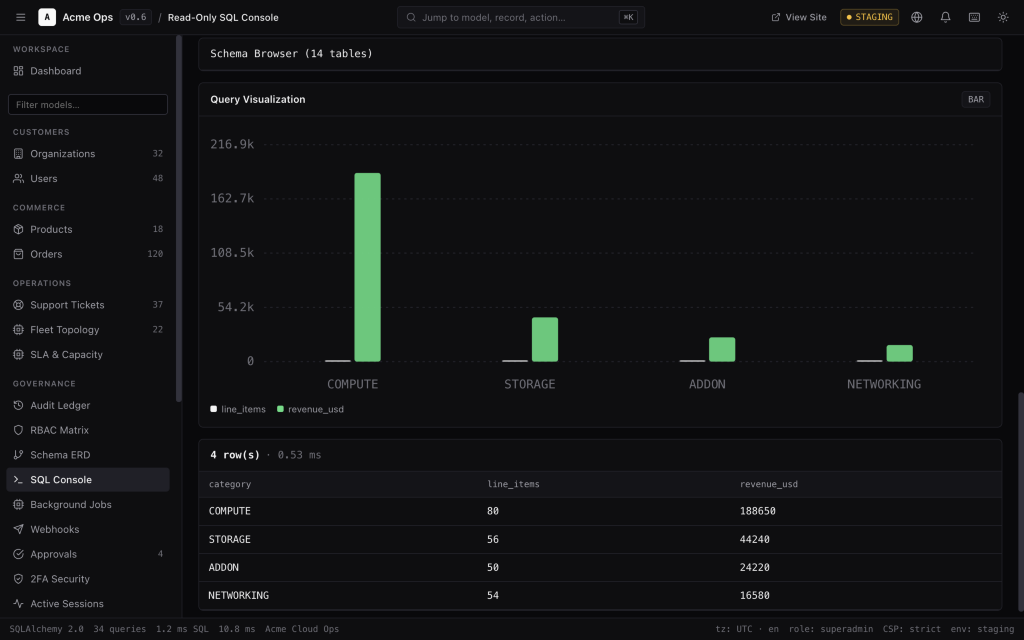 A Acme Ops v0.6 / Read-Only SQL Console
Jump to model, record, action... ⌘K
View Site
STAGING
WORKSPACE
Dashboard
Filter models...
CUSTOMERS
Organizations 32
Users 48
COMMERCE
Products 18
Orders 120
OPERATIONS
Support Tickets 37
Fleet Topology 22
SLA & Capacity
GOVERNANCE
Audit Ledger
RBAC Matrix
Schema ERD
SQL Console
Background Jobs
Webhooks
Approvals 4
2FA Security
Active Sessions
Schema Browser (14 tables)
Query Visualization BAR
216.9k
162.7k
108.5k
54.2k
0
COMPUTE STORAGE ADDON NETWORKING
line_items revenue_usd
4 row(s) · 0.53 ms
category line_items revenue_usd
COMPUTE 80 188650
STORAGE 56 44240
ADDON 50 24220
NETWORKING 54 16580
SQLAlchemy 2.0 34 queries 1.2 ms SQL 10.8 ms Acme Cloud Ops
tz: UTC · en role: superadmin CSP: strict env: staging